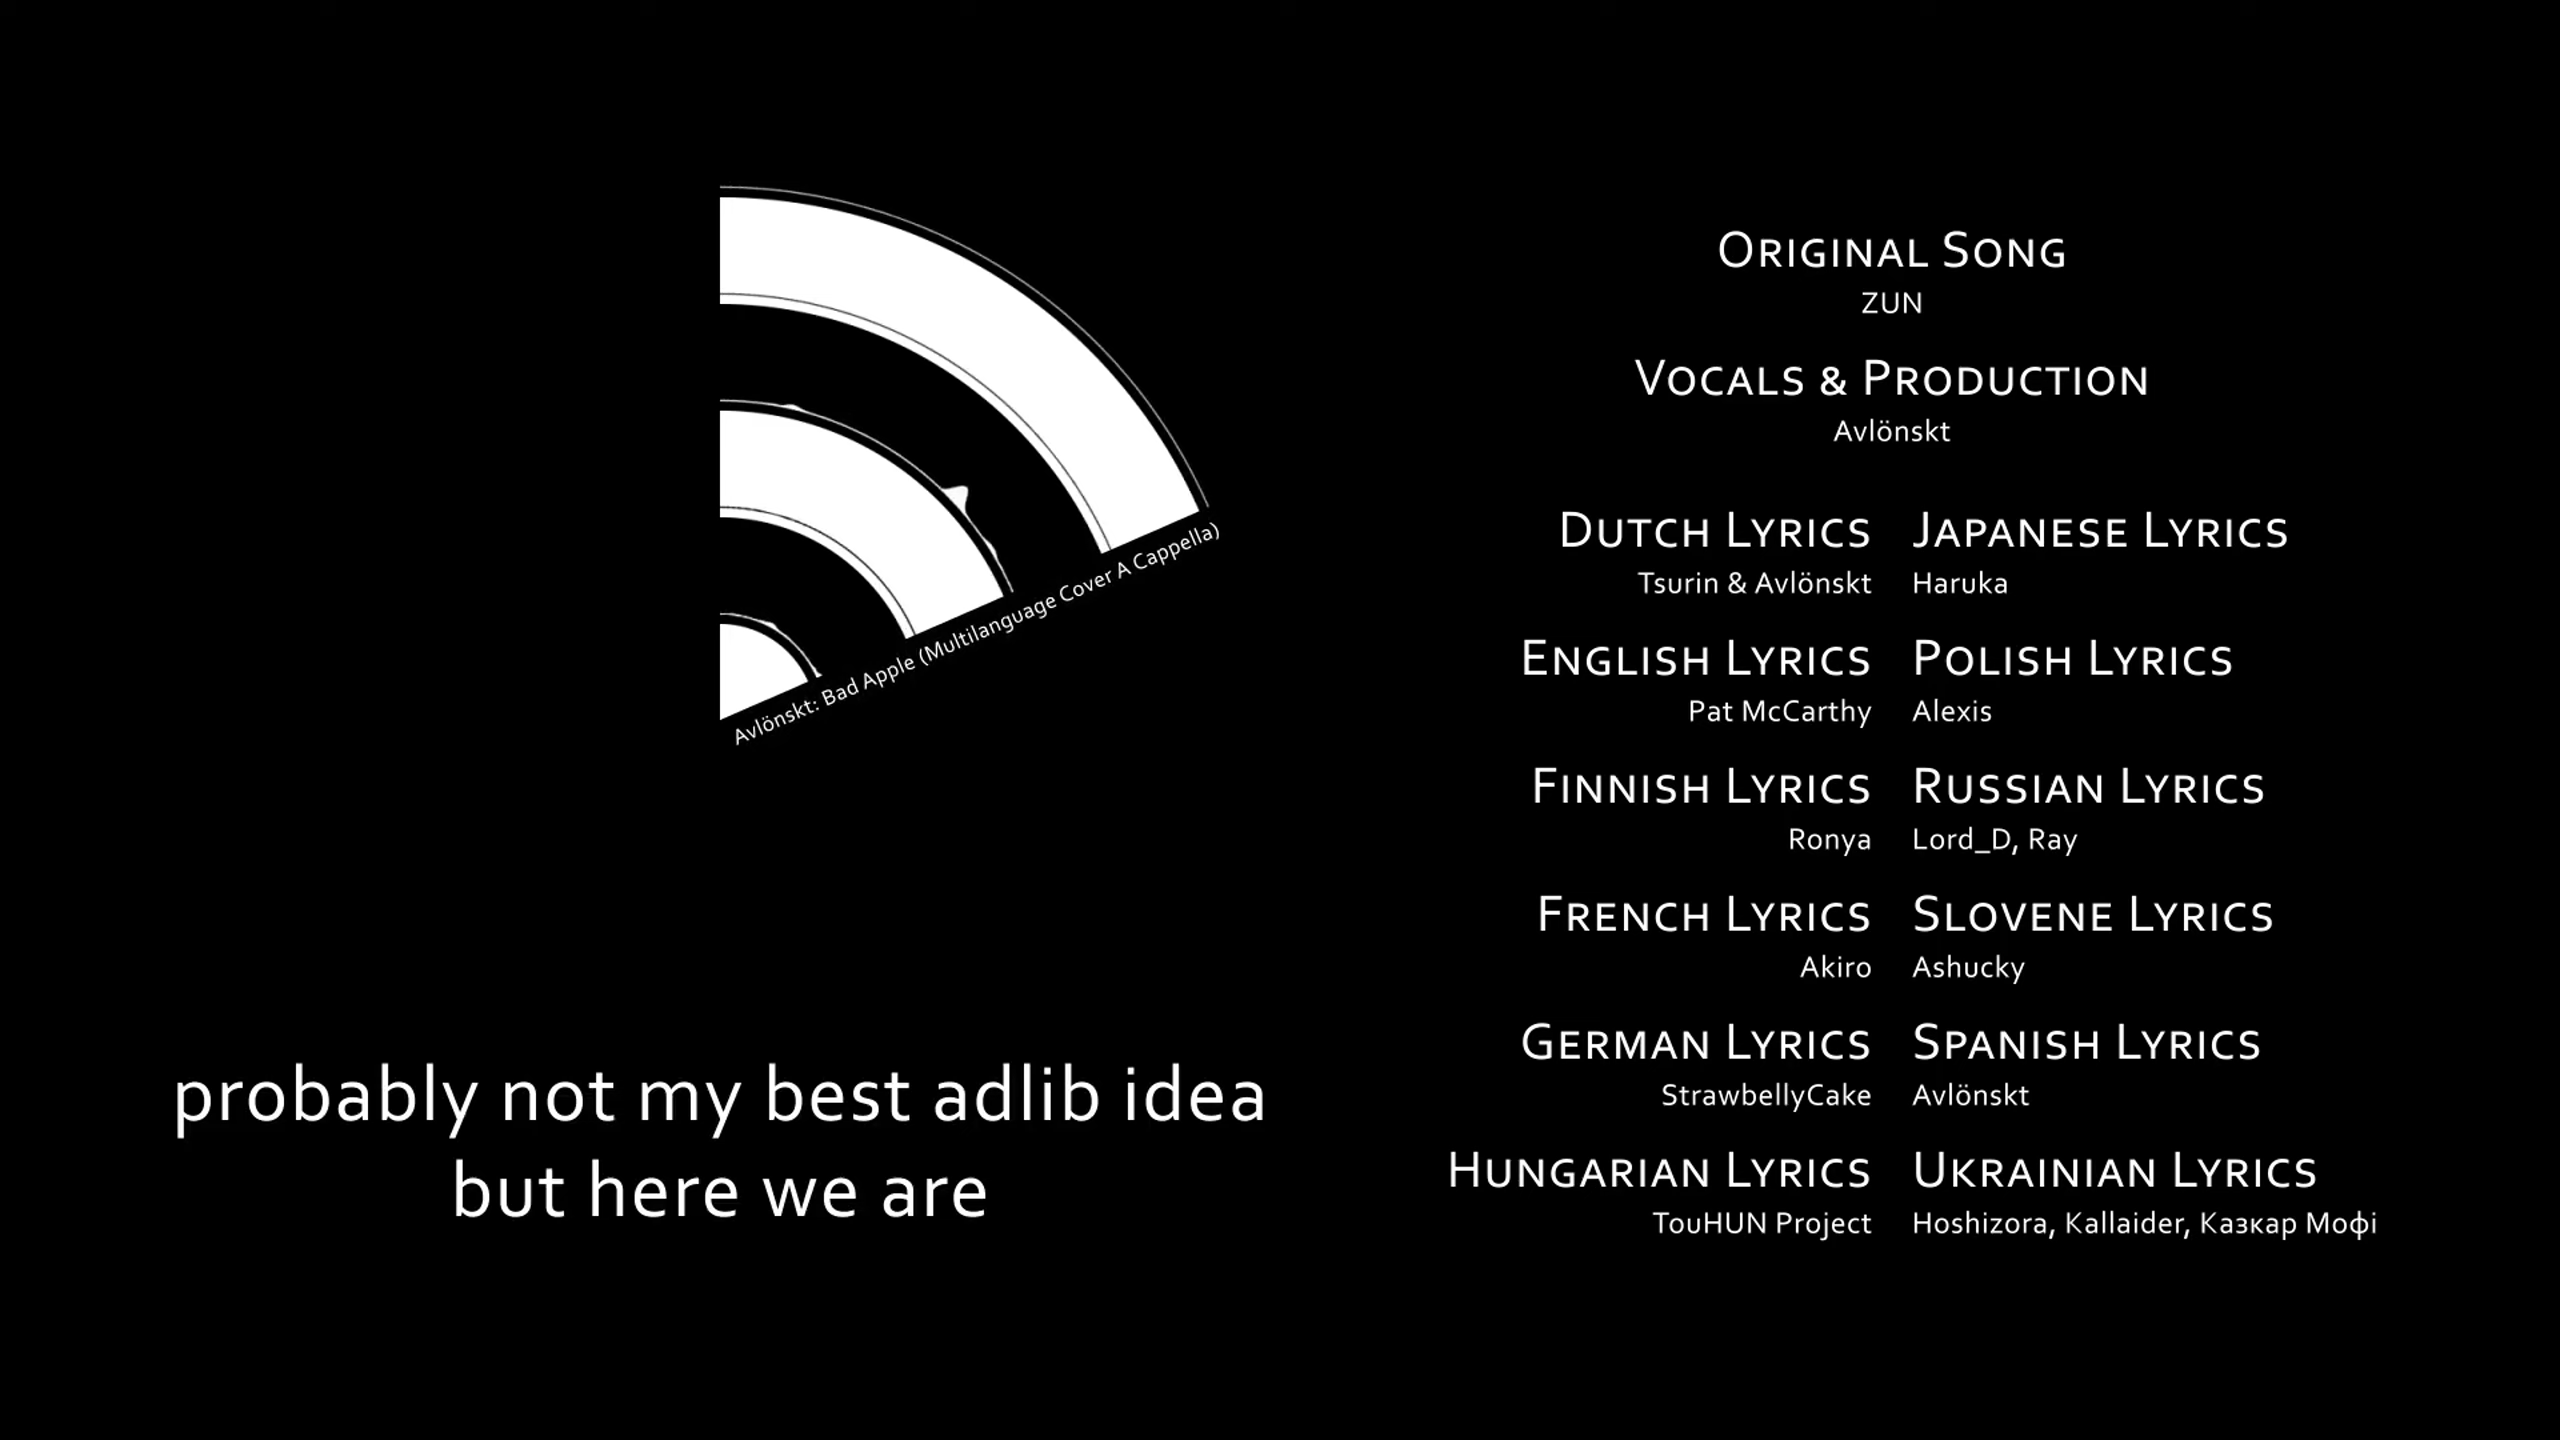 Avlönskt: Bad Apple (Multilanguage Cover A Cappella)
probably not my best adlib idea
but here we are
Original Song
ZUN
Vocals & Production
Avlönskt
Dutch Lyrics
Tsurin & Avlönskt
English Lyrics
Pat McCarthy
Finnish Lyrics
Ronya
French Lyrics
Akiro
German Lyrics
StrawbellyCake
Hungarian Lyrics
TouHUN Project
Japanese Lyrics
Haruka
Polish Lyrics
Alexis
Russian Lyrics
Lord_D, Ray
Slovene Lyrics
Ashucky
Spanish Lyrics
Avlönskt
Ukrainian Lyrics
Hoshizora, Kallaider, Казкар Мофі